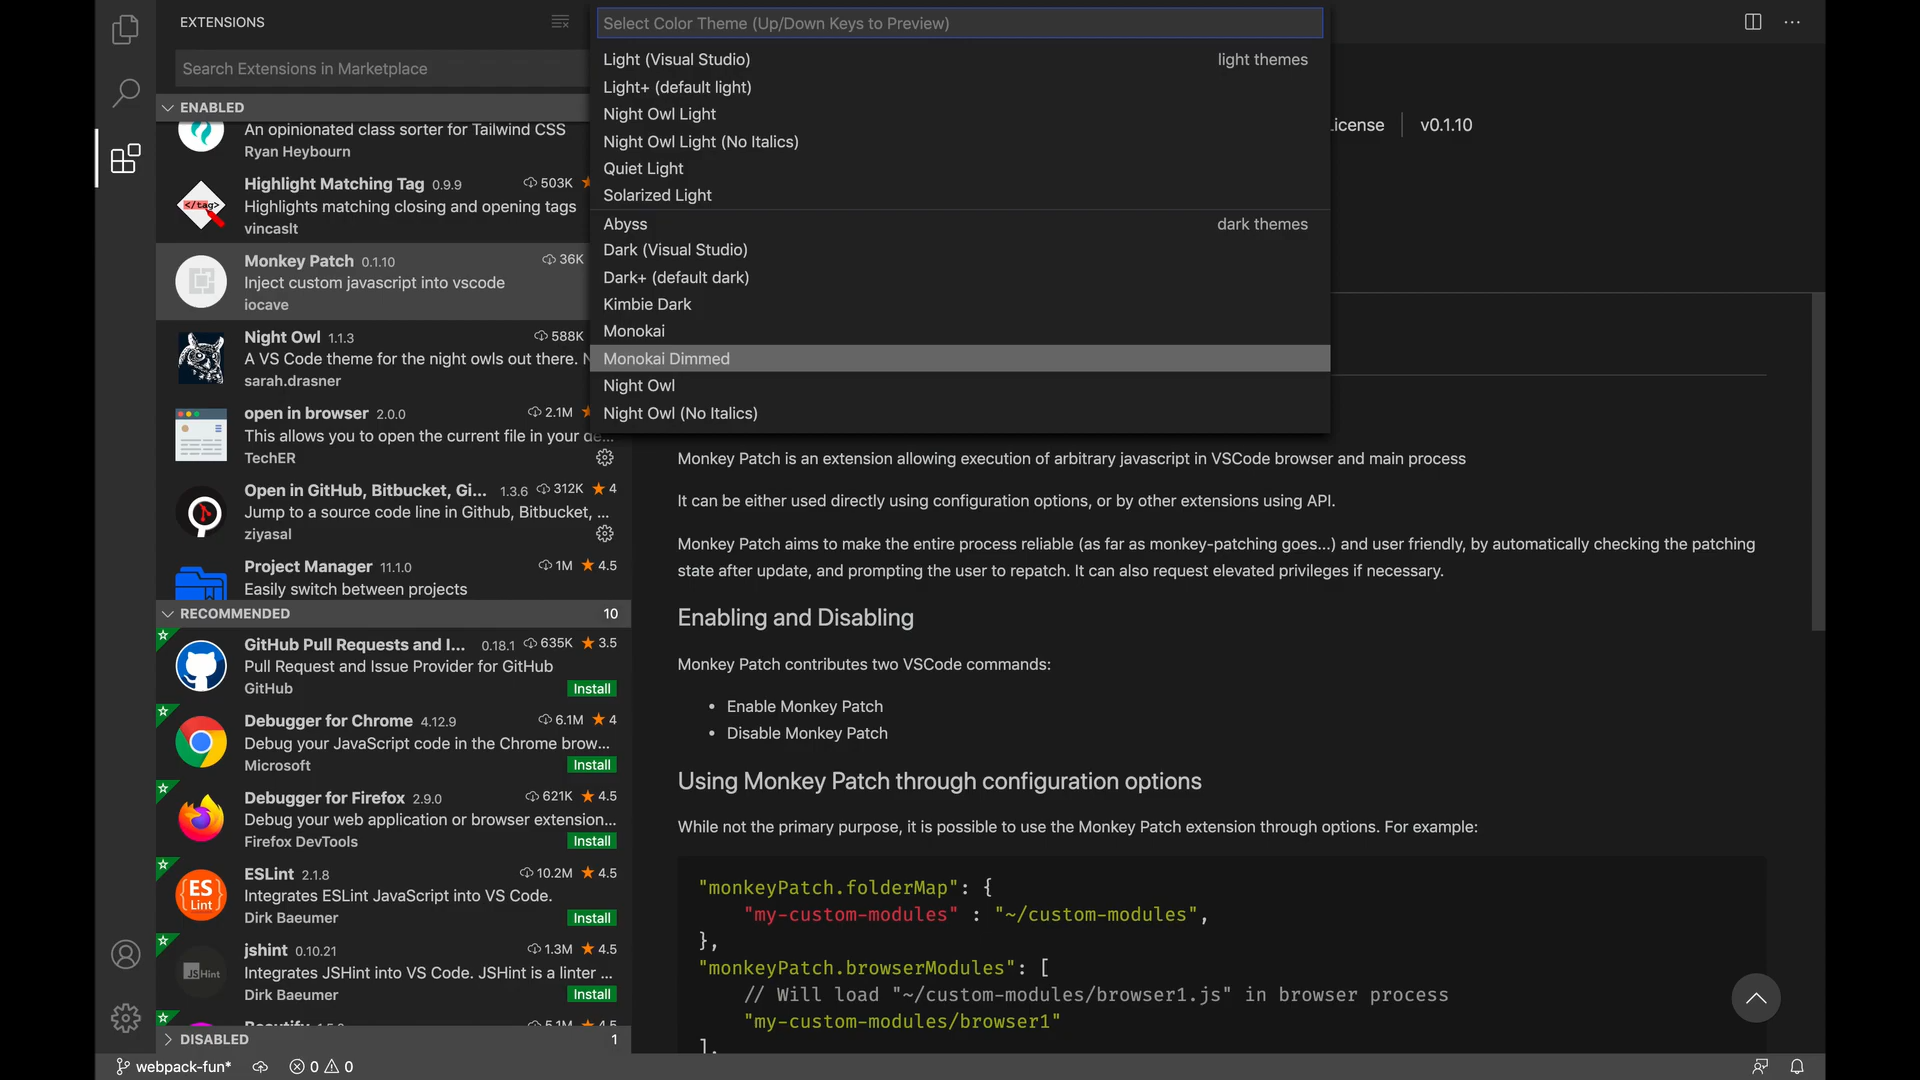 EXTENSIONS
Search Extensions in Marketplace
ENABLED
An opinionated class sorter for Tailwind CSS
Ryan Heybourn
Highlight Matching Tag 0.9.9 503K
Highlights matching closing and opening tags
vincaslt
Monkey Patch 0.1.10 36K
Inject custom javascript into vscode
iocave
Night Owl 1.1.3 588K
A VS Code theme for the night owls out there. N
sarah.drasner
open in browser 2.0.0 2.1M
This allows you to open the current file in your de...
TechER
Open in GitHub, Bitbucket, Gi... 1.3.6 312K 4
Jump to a source code line in Github, Bitbucket, ...
ziyasal
Project Manager 11.1.0 1M 4.5
Easily switch between projects
RECOMMENDED 10
GitHub Pull Requests and I... 0.18.1 635K 3.5
Pull Request and Issue Provider for GitHub
GitHub Install
Debugger for Chrome 4.12.9 6.1M 4
Debug your JavaScript code in the Chrome brow...
Microsoft Install
Debugger for Firefox 2.9.0 621K 4.5
Debug your web application or browser extension...
Firefox DevTools Install
ES
Lint
ESLint 2.1.8 10.2M 4.5
Integrates ESLint JavaScript into VS Code.
Dirk Baeumer Install
JSHint
jshint 0.10.21 1.3M 4.5
Integrates JSHint into VS Code. JSHint is a linter ...
Dirk Baeumer Install
DISABLED 1
webpack-fun* 0 0
Select Color Theme (Up/Down Keys to Preview)
Light (Visual Studio) light themes
Light+ (default light)
Night Owl Light
Night Owl Light (No Italics)
Quiet Light
Solarized Light
Abyss dark themes
Dark (Visual Studio)
Dark+ (default dark)
Kimbie Dark
Monokai
Monokai Dimmed
Night Owl
Night Owl (No Italics)
icense v0.1.10
Monkey Patch is an extension allowing execution of arbitrary javascript in VSCode browser and main process
It can be either used directly using configuration options, or by other extensions using API.
Monkey Patch aims to make the entire process reliable (as far as monkey-patching goes...) and user friendly, by automatically checking the patching
state after update, and prompting the user to repatch. It can also request elevated privileges if necessary.
Enabling and Disabling
Monkey Patch contributes two VSCode commands:
• Enable Monkey Patch
• Disable Monkey Patch
Using Monkey Patch through configuration options
While not the primary purpose, it is possible to use the Monkey Patch extension through options. For example:
"monkeyPatch.folderMap": {
"my-custom-modules" : "~/custom-modules",
},
"monkeyPatch.browserModules": [
// Will load "~/custom-modules/browser1.js" in browser process
"my-custom-modules/browser1"
],